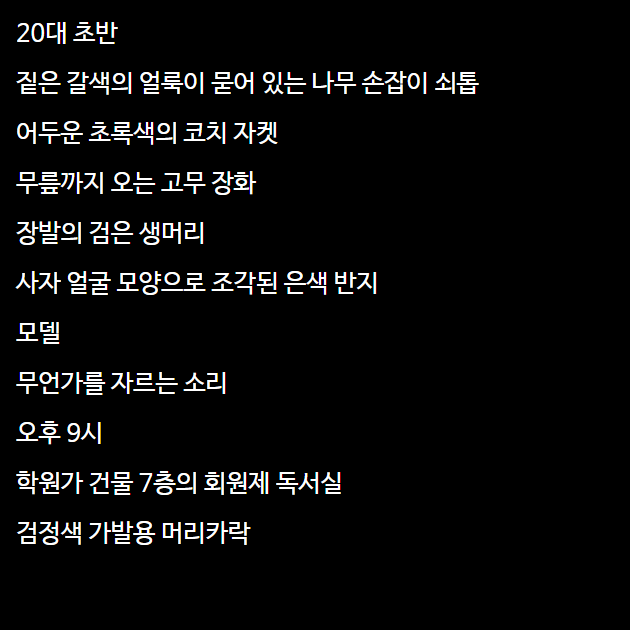 20대 초반
짙은 갈색의 얼룩이 묻어 있는 나무 손잡이 쇠톱
어두운 초록색의 코치 자켓
무릎까지 오는 고무 장화
장발의 검은 생머리
사자 얼굴 모양으로 조각된 은색 반지
모델
무언가를 자르는 소리
오후 9시
학원가 건물 7층의 회원제 독서실
검정색 가발용 머리카락